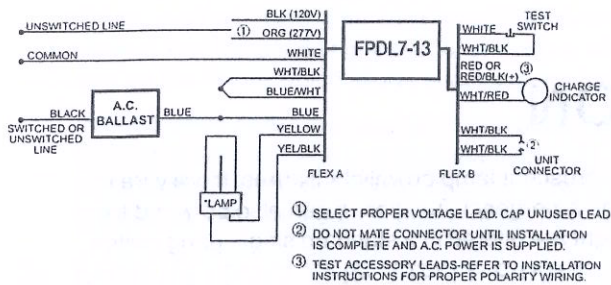 BLK (120V)
UNSWITCHED LINE
①
ORG (277V)
COMMON
WHITE
WHT/BLK
BLUE/WHT
BLACK
A.C.
BALLAST
BLUE
BLUE
SWITCHED OR
UNSWITCHED
LINE
YELLOW
YEL/BLK
*LAMP
FLEX A
FPDL7-13
WHITE
TEST
SWITCH
WHT/BLK
RED OR
RED/BLK(+)
③
WHT/RED
CHARGE
INDICATOR
WHT/BLK
②
WHT/BLK
UNIT
CONNECTOR
FLEX B
① SELECT PROPER VOLTAGE LEAD. CAP UNUSED LEAD
② DO NOT MATE CONNECTOR UNTIL INSTALLATION
IS COMPLETE AND A.C. POWER IS SUPPLIED.
③ TEST ACCESSORY LEADS-REFER TO INSTALLATION
INSTRUCTIONS FOR PROPER POLARITY WIRING.